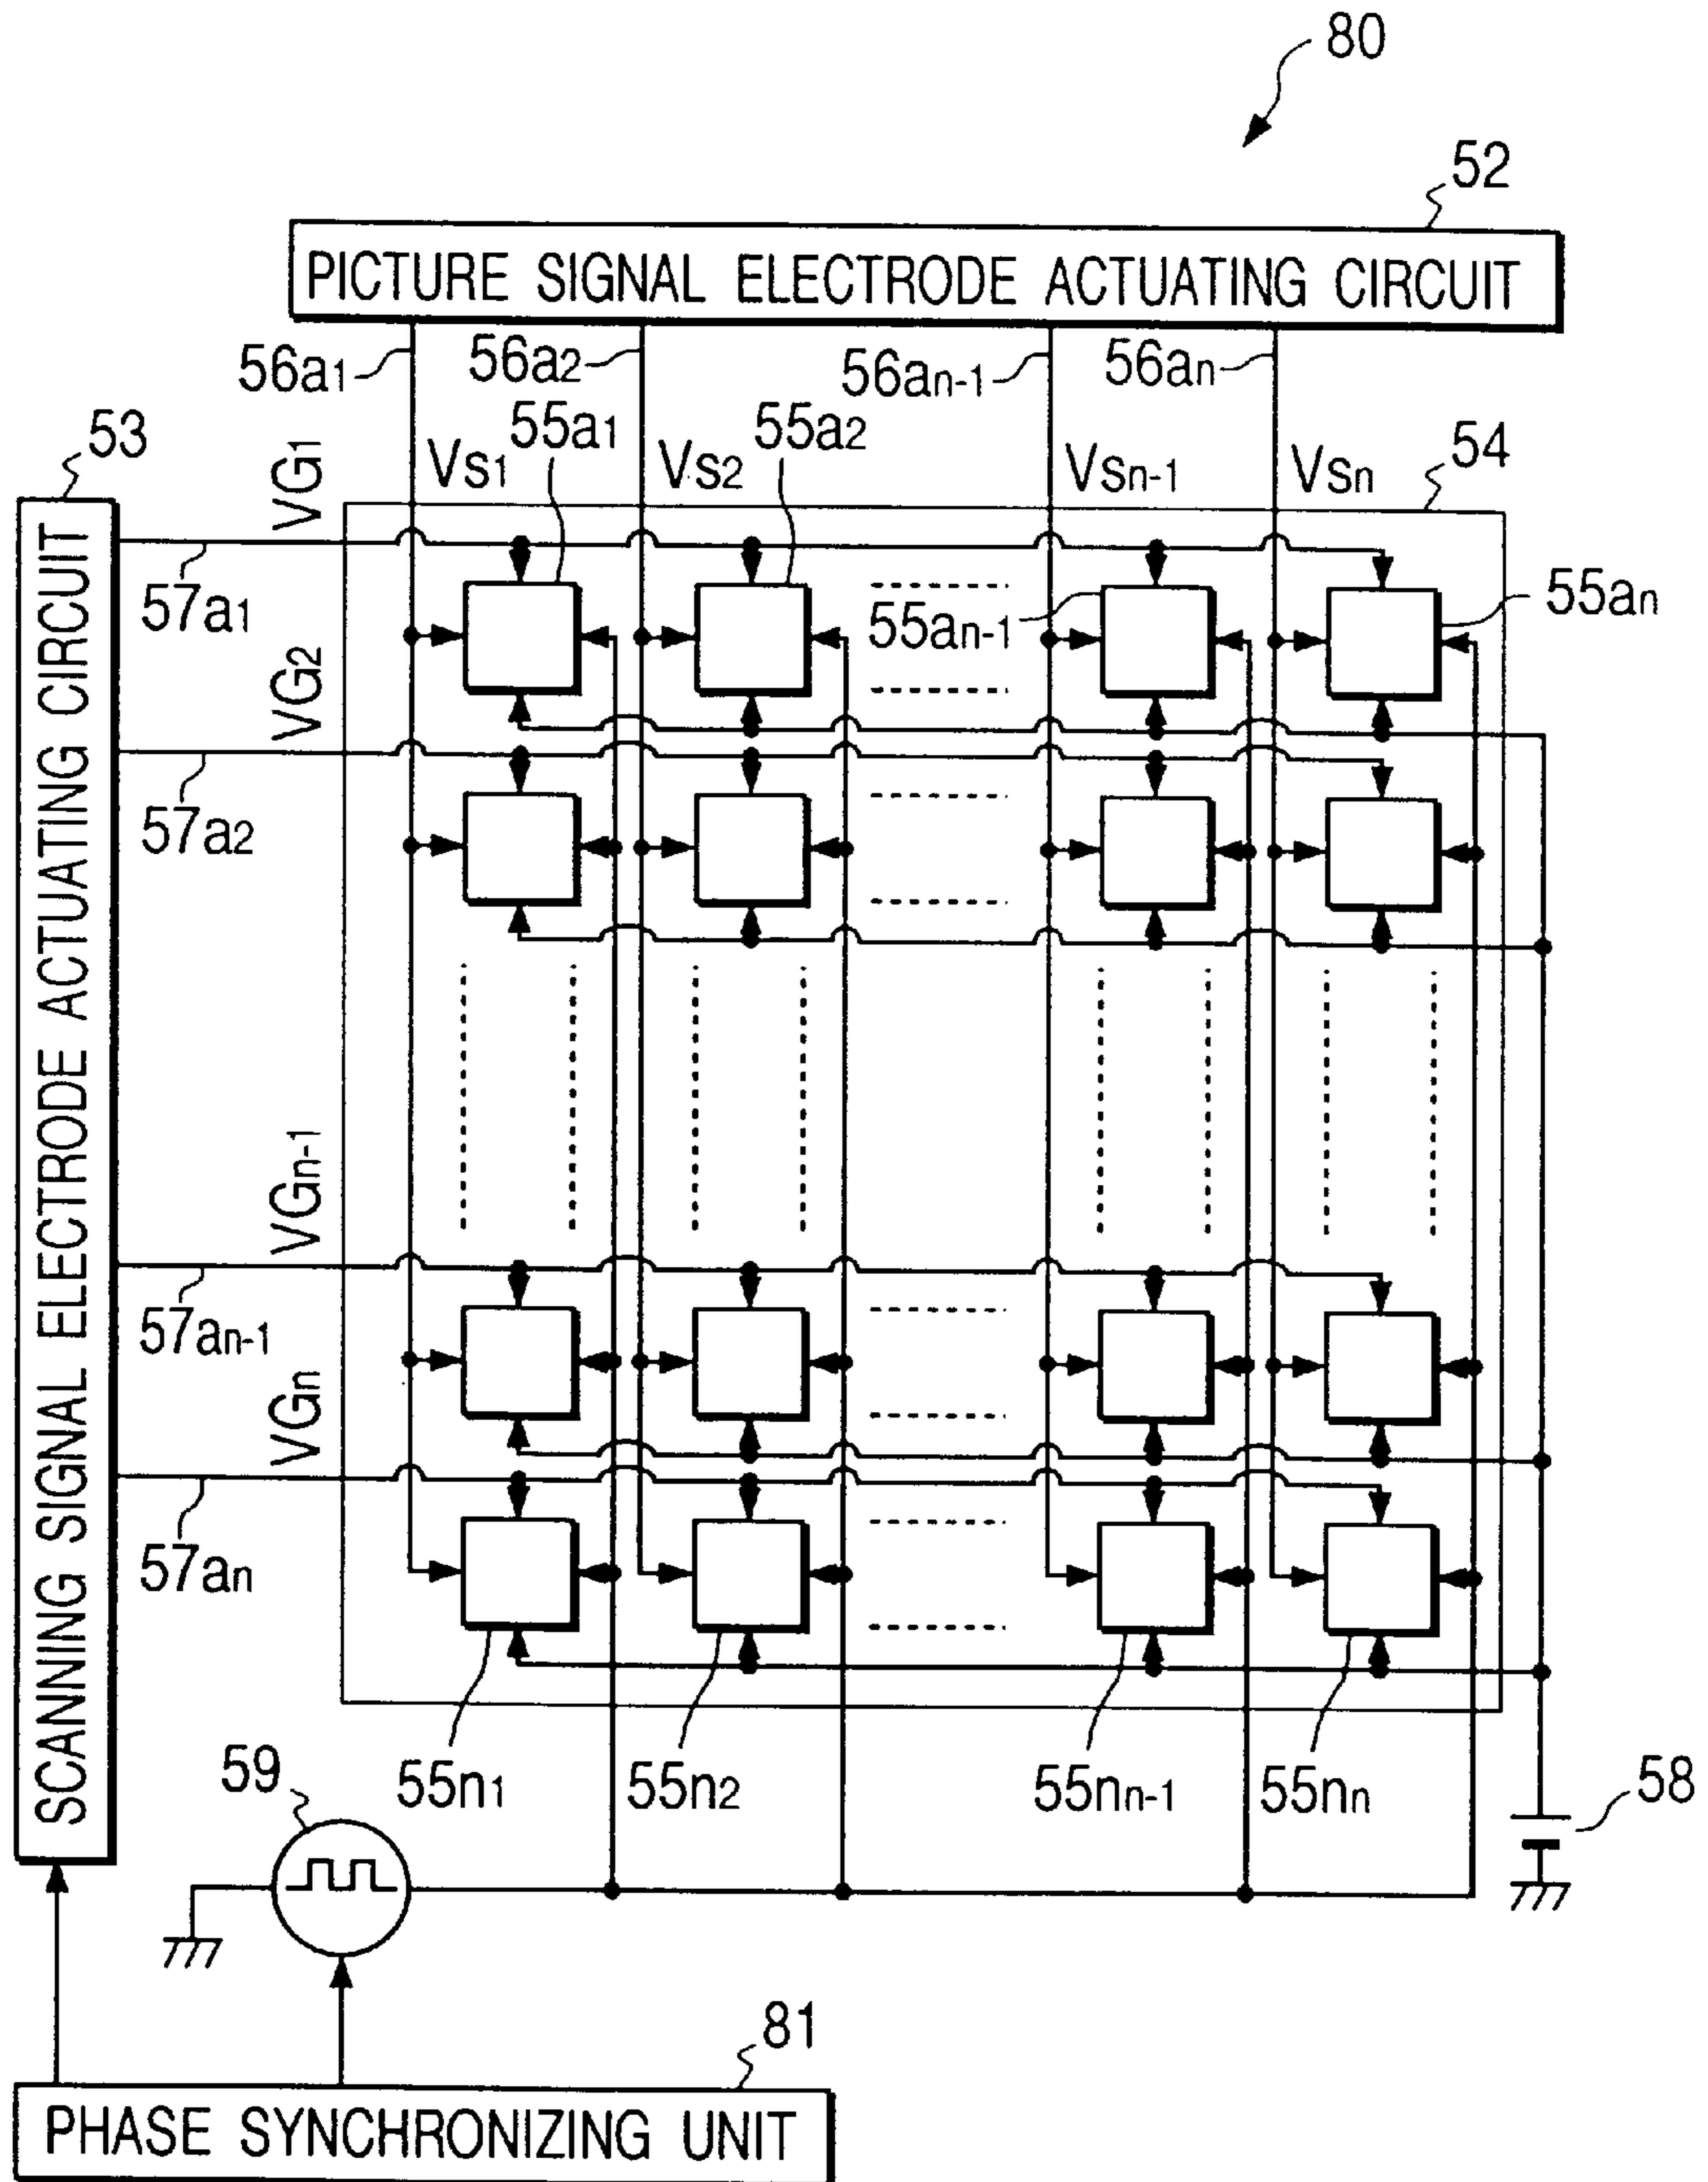 80
52
PICTURE SIGNAL ELECTRODE ACTUATING CIRCUIT
56a1
56a2
56an-1
56an
53
VG1
VS1
55a1
VS2
55a2
VSn-1
VSn
54
57a1
55an-1
55an
VG2
57a2
SCANNING SIGNAL ELECTRODE ACTUATING CIRCUIT
VGn-1
57an-1
VGn
57an
59
55n1
55n2
55nn-1
55nn
58
81
PHASE SYNCHRONIZING UNIT